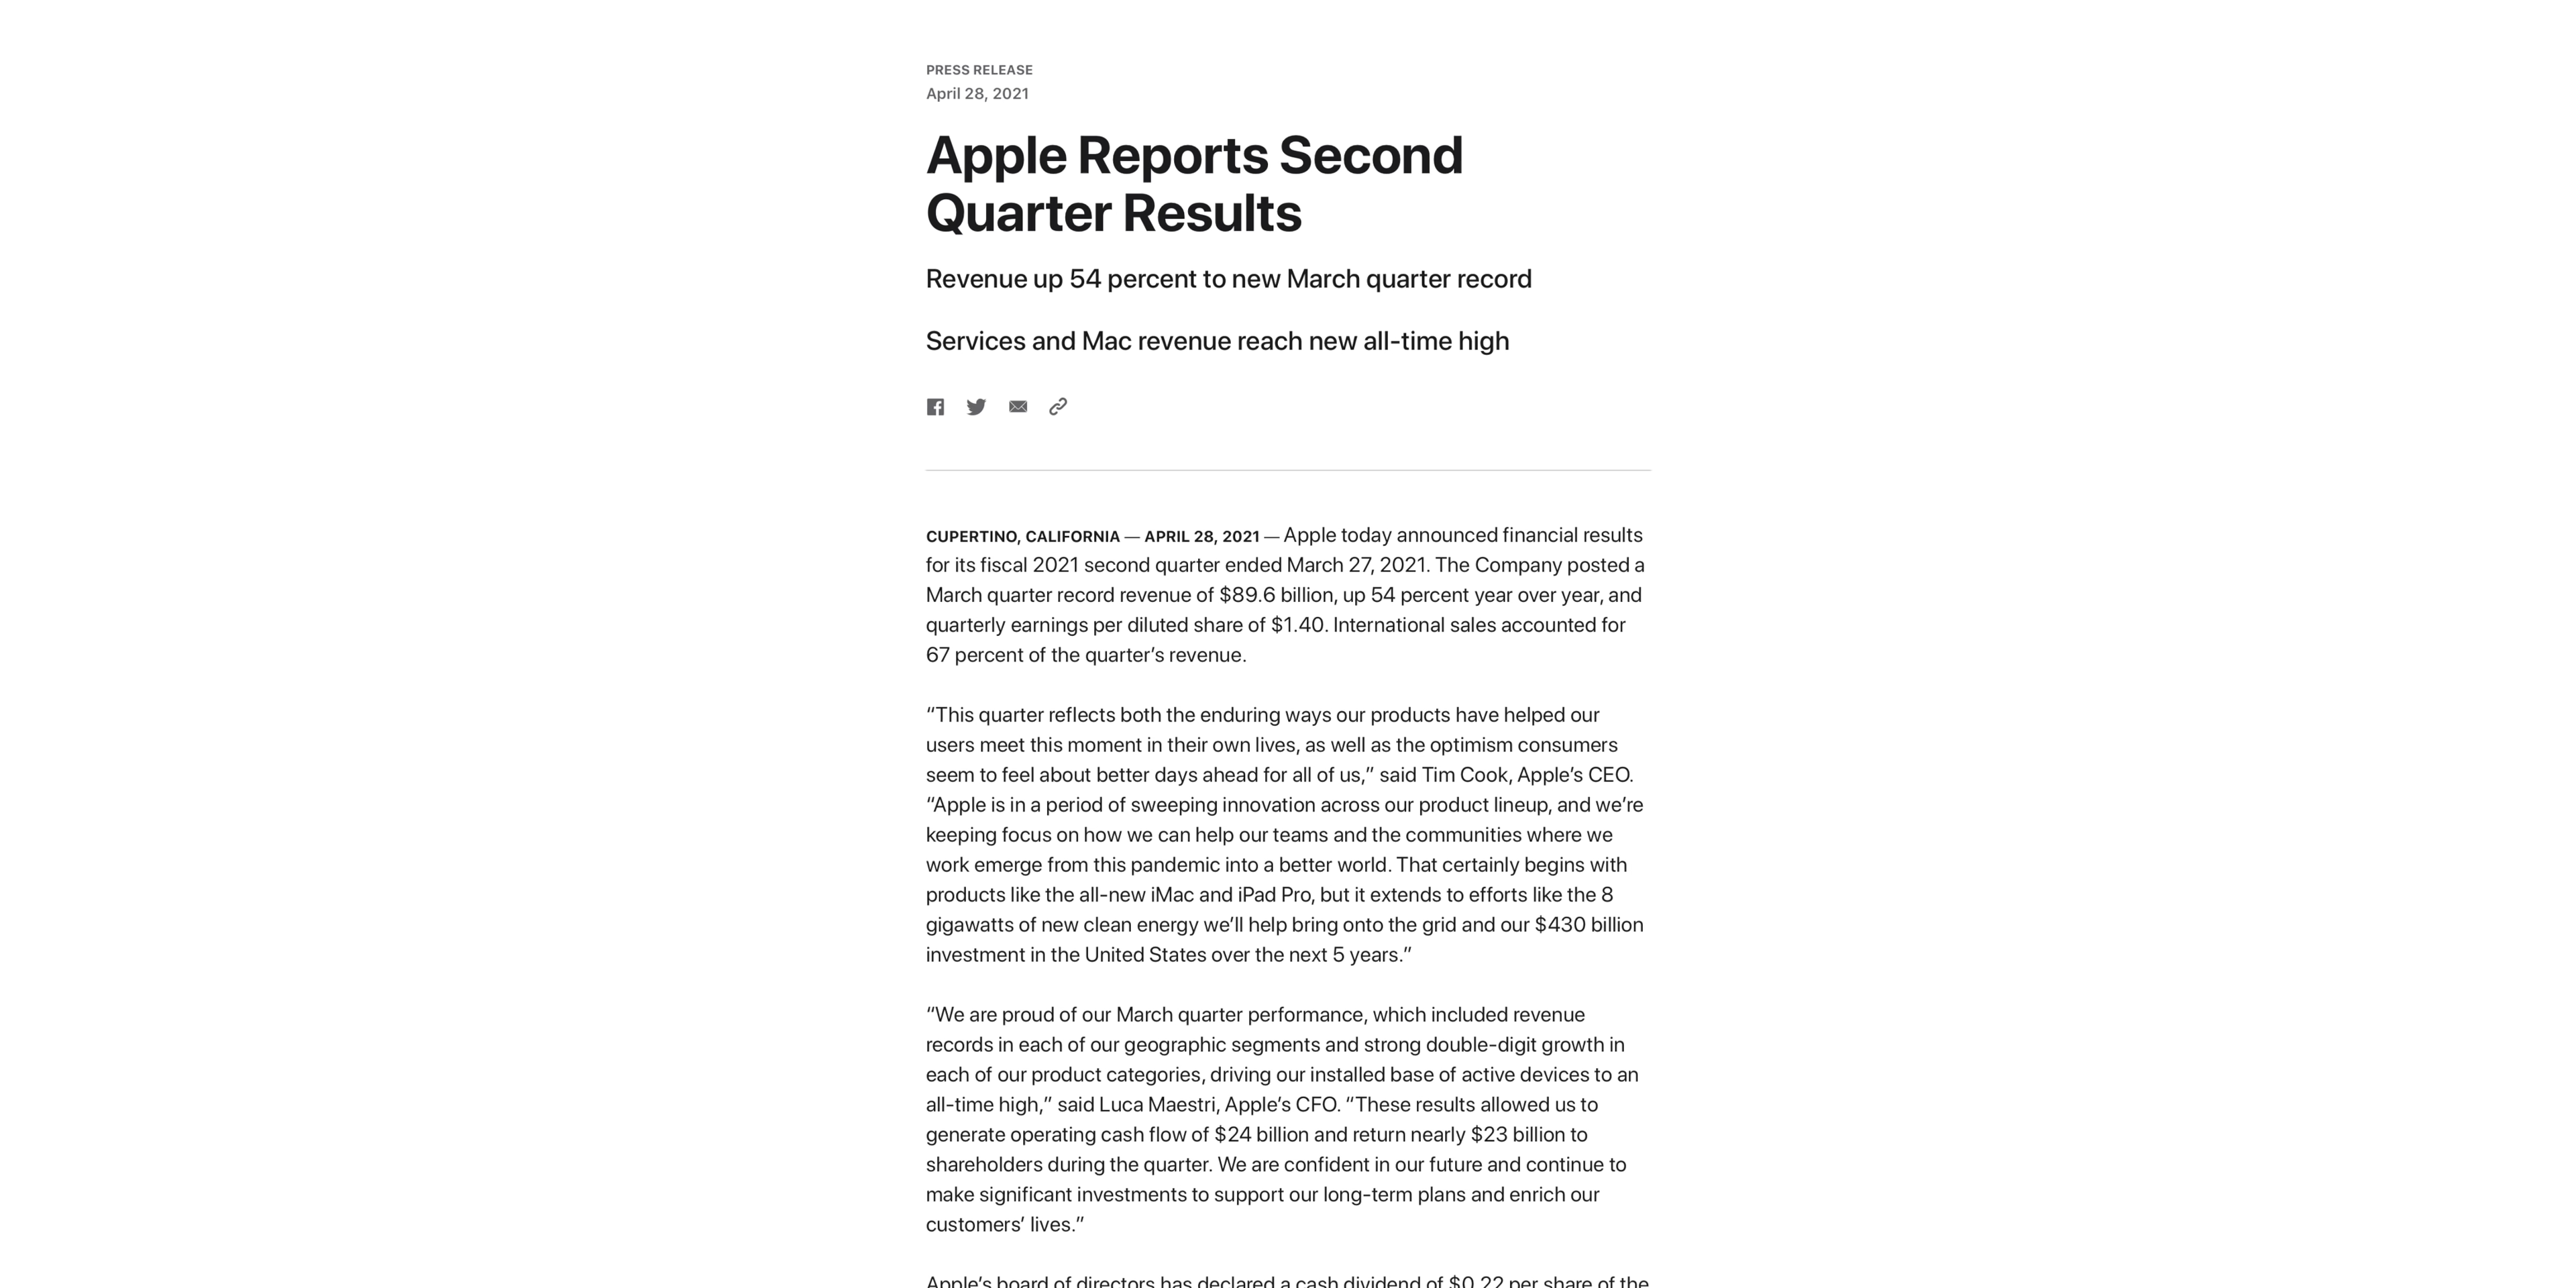 PRESS RELEASE
April 28, 2021
Apple Reports Second
Quarter Results
Revenue up 54 percent to new March quarter record
Services and Mac revenue reach new all-time high
CUPERTINO, CALIFORNIA — APRIL 28, 2021 — Apple today announced financial results
for its fiscal 2021 second quarter ended March 27, 2021. The Company posted a
March quarter record revenue of $89.6 billion, up 54 percent year over year, and
quarterly earnings per diluted share of $1.40. International sales accounted for
67 percent of the quarter’s revenue.
“This quarter reflects both the enduring ways our products have helped our
users meet this moment in their own lives, as well as the optimism consumers
seem to feel about better days ahead for all of us,” said Tim Cook, Apple’s CEO.
“Apple is in a period of sweeping innovation across our product lineup, and we’re
keeping focus on how we can help our teams and the communities where we
work emerge from this pandemic into a better world. That certainly begins with
products like the all-new iMac and iPad Pro, but it extends to efforts like the 8
gigawatts of new clean energy we’ll help bring onto the grid and our $430 billion
investment in the United States over the next 5 years.”
“We are proud of our March quarter performance, which included revenue
records in each of our geographic segments and strong double-digit growth in
each of our product categories, driving our installed base of active devices to an
all-time high,” said Luca Maestri, Apple’s CFO. “These results allowed us to
generate operating cash flow of $24 billion and return nearly $23 billion to
shareholders during the quarter. We are confident in our future and continue to
make significant investments to support our long-term plans and enrich our
customers’ lives.”
Apple’s board of directors has declared a cash dividend of $0.22 per share of the